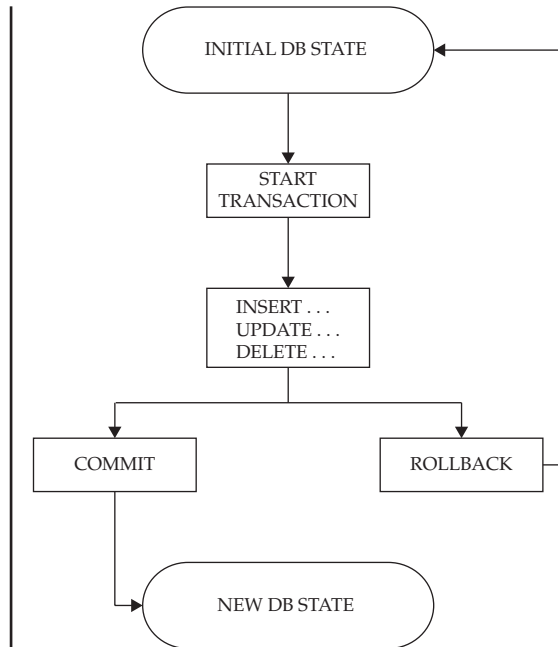 INITIAL DB STATE
START
TRANSACTION
INSERT . . .
UPDATE . . .
DELETE . . .
COMMIT
ROLLBACK
NEW DB STATE